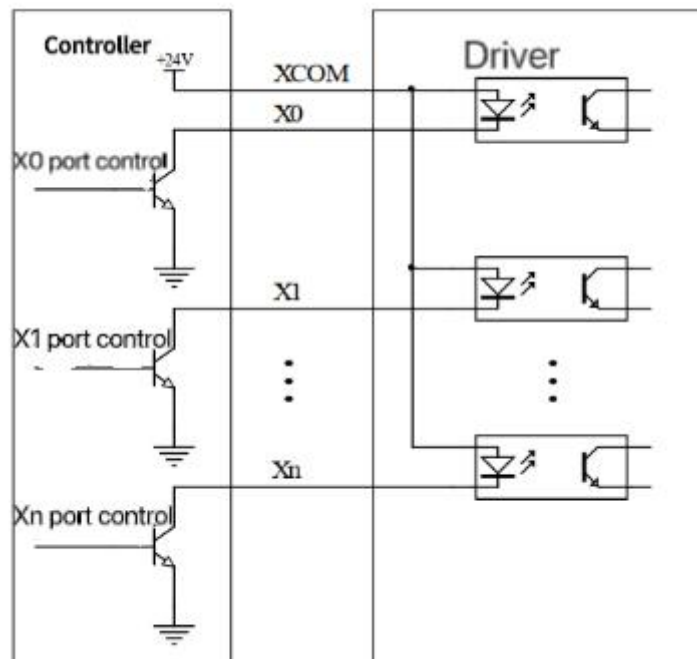 Controller
Driver
+24V
XCOM
X0
X0 port control
X1
X1 port control
Xn
Xn port control